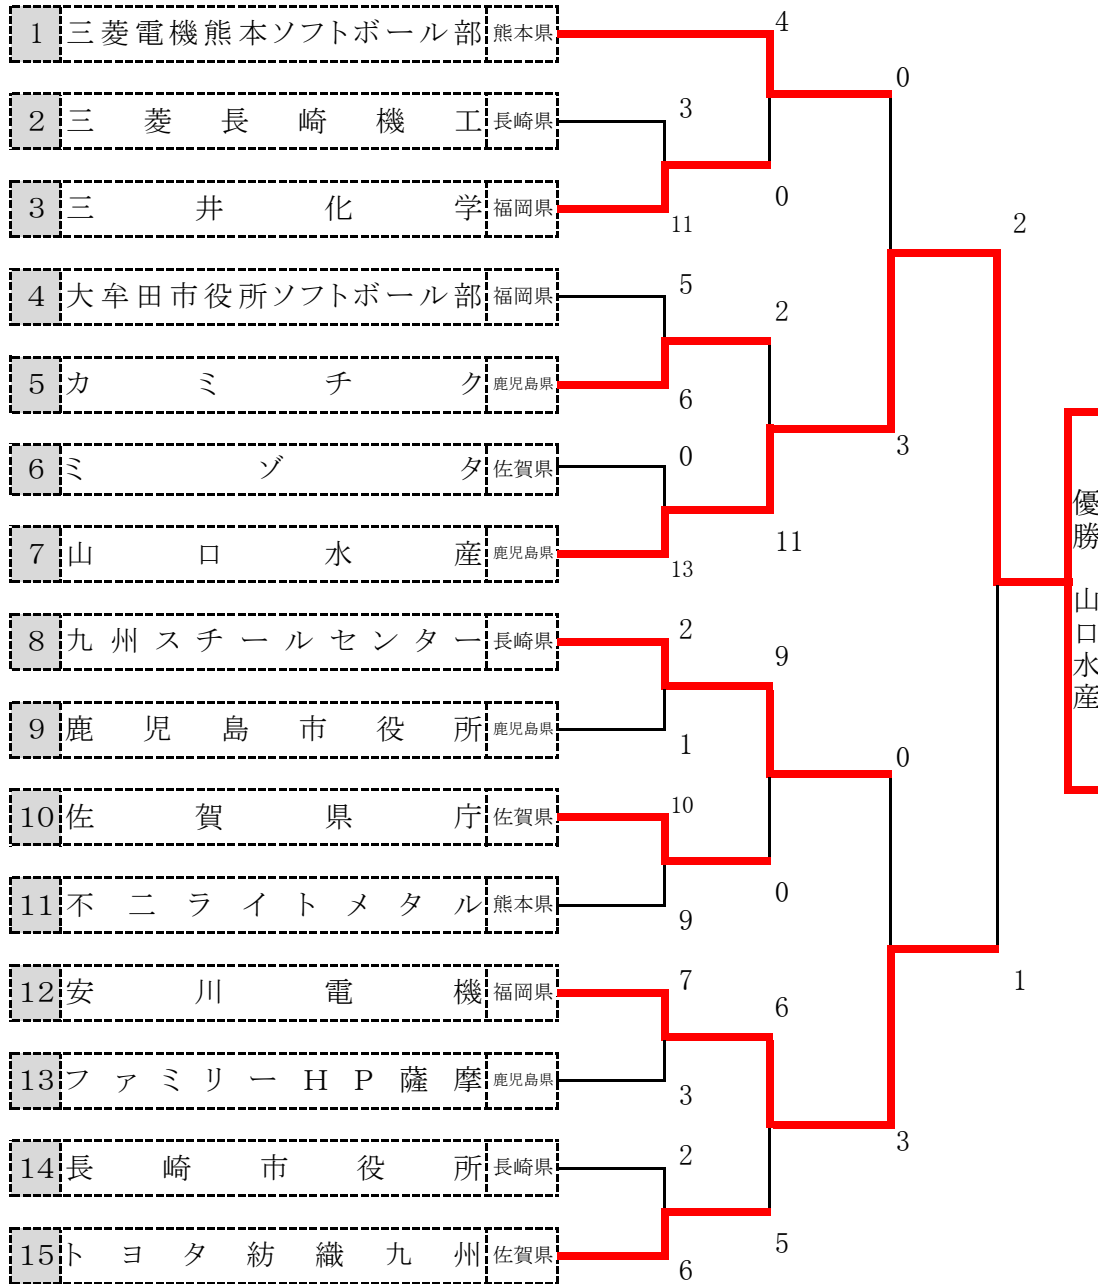 1 三菱電機熊本ソフトボール部 熊本県
4
0
2 三菱長崎機工 長崎県
3
3 三井化学 福岡県
0
11
2
4 大牟田市役所ソフトボール部 福岡県
5
2
5 カミチク 鹿児島県
6
3
6 ミゾタ 佐賀県
0
7 山口水産 鹿児島県
11
13
優勝 山口水産
8 九州スチールセンター 長崎県
2
9
9 鹿児島市役所 鹿児島県
1
0
10 佐賀県庁 佐賀県
10
11 不二ライトメタル 熊本県
0
9
12 安川電機 福岡県
7
6
1
13 ファミリーHP薩摩 鹿児島県
3
3
14 長崎市役所 長崎県
2
15 トヨタ紡織九州 佐賀県
5
6